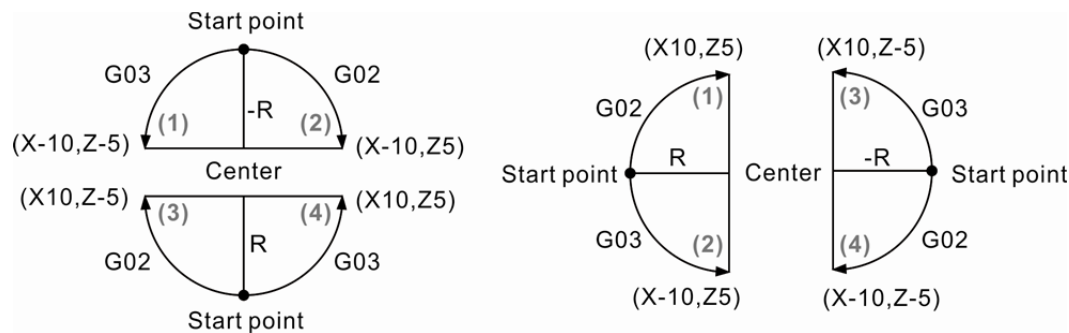 Start point
G03
G02
-R
(1)
(2)
(X-10,Z-5)
(X-10,Z5)
Center
(X10,Z-5)
(X10,Z5)
(3)
(4)
R
G02
G03
Start point
(X10,Z5)
(X10,Z-5)
(1)
(3)
G02
G03
R
-R
Start point
Center
Start point
G03
(2)
(4)
G02
(X-10,Z5)
(X-10,Z-5)